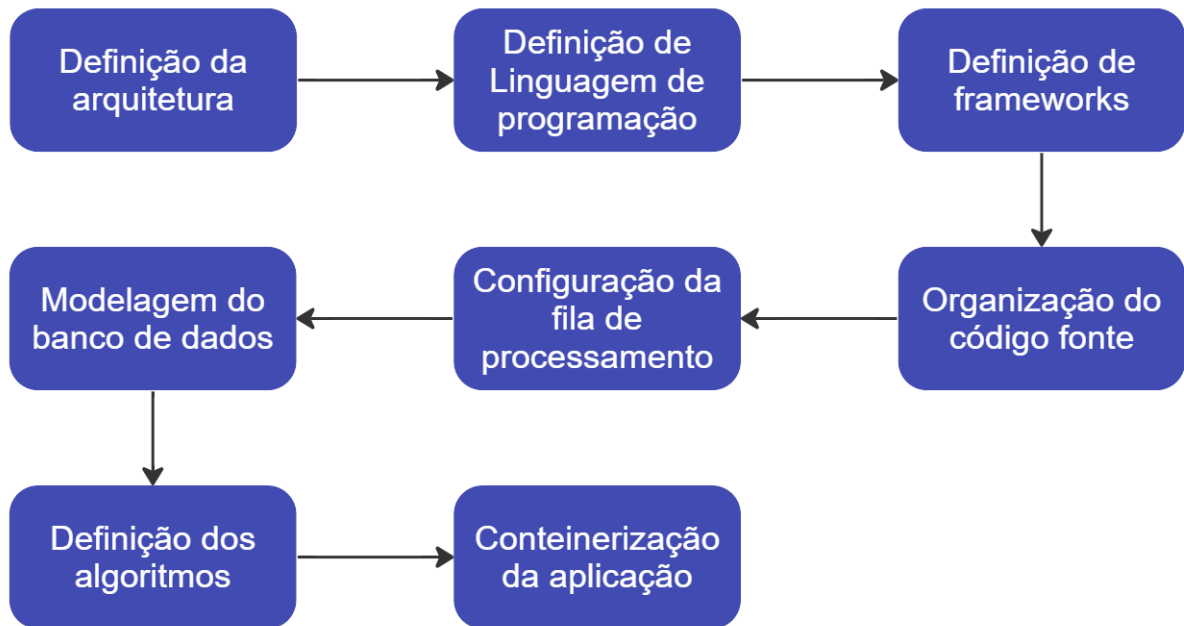 Definição da
arquitetura
Definição de
Linguagem de
programação
Definição de
frameworks
Organização do
código fonte
Configuração da
fila de
processamento
Modelagem do
banco de dados
Definição dos
algoritmos
Conteinerização
da aplicação